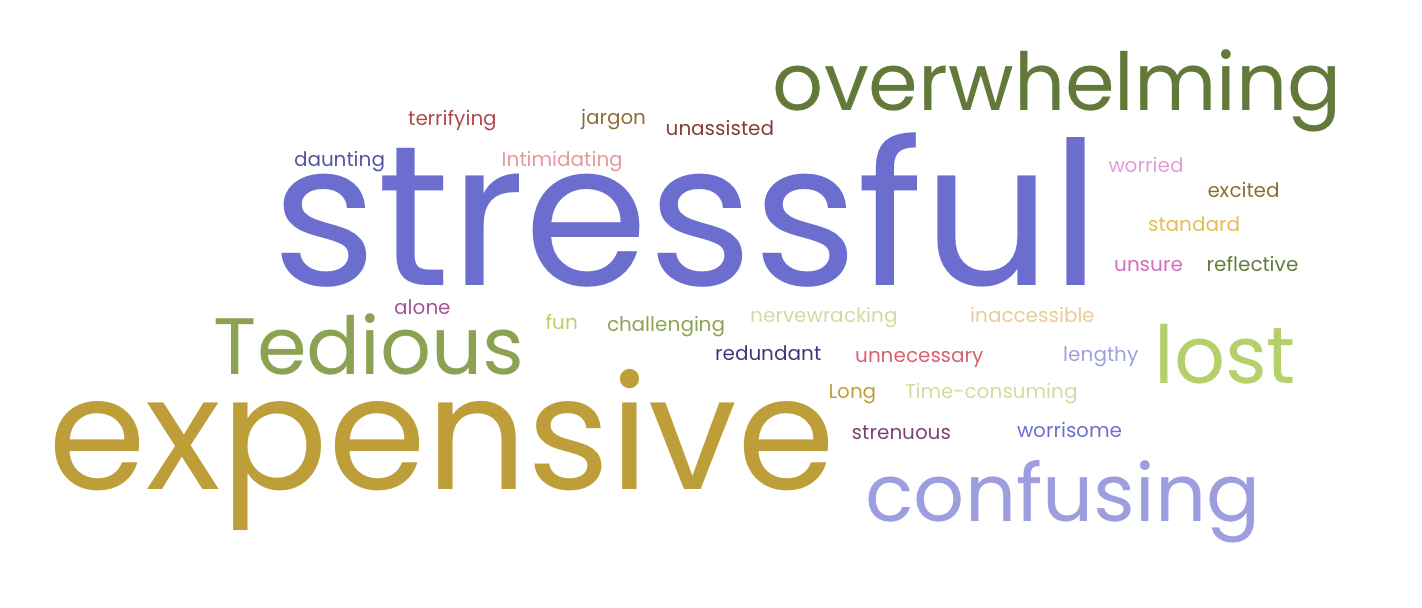 overwhelming
terrifying
jargon
unassisted
daunting
Intimidating
stressful
worried
excited
standard
unsure
reflective
alone
Tedious
fun
challenging
nervewracking
inaccessible
redundant
unnecessary
lengthy
lost
expensive
Long
Time-consuming
strenuous
worrisome
confusing